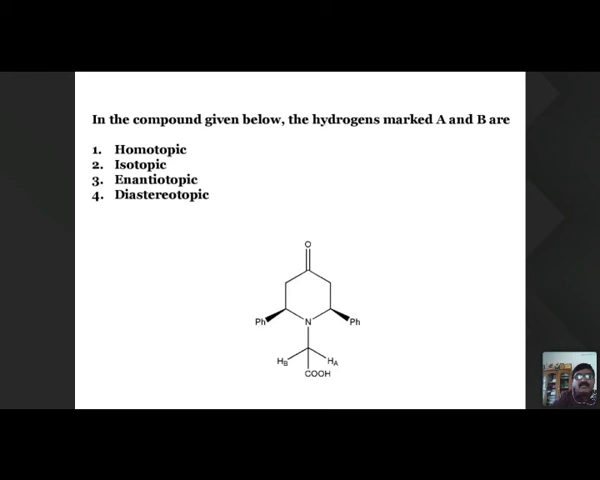 In the compound given below, the hydrogens marked A and B are
1. Homotopic
2. Isotopic
3. Enantiotopic
4. Diastereotopic
O
Ph N Ph
HB HA
COOH